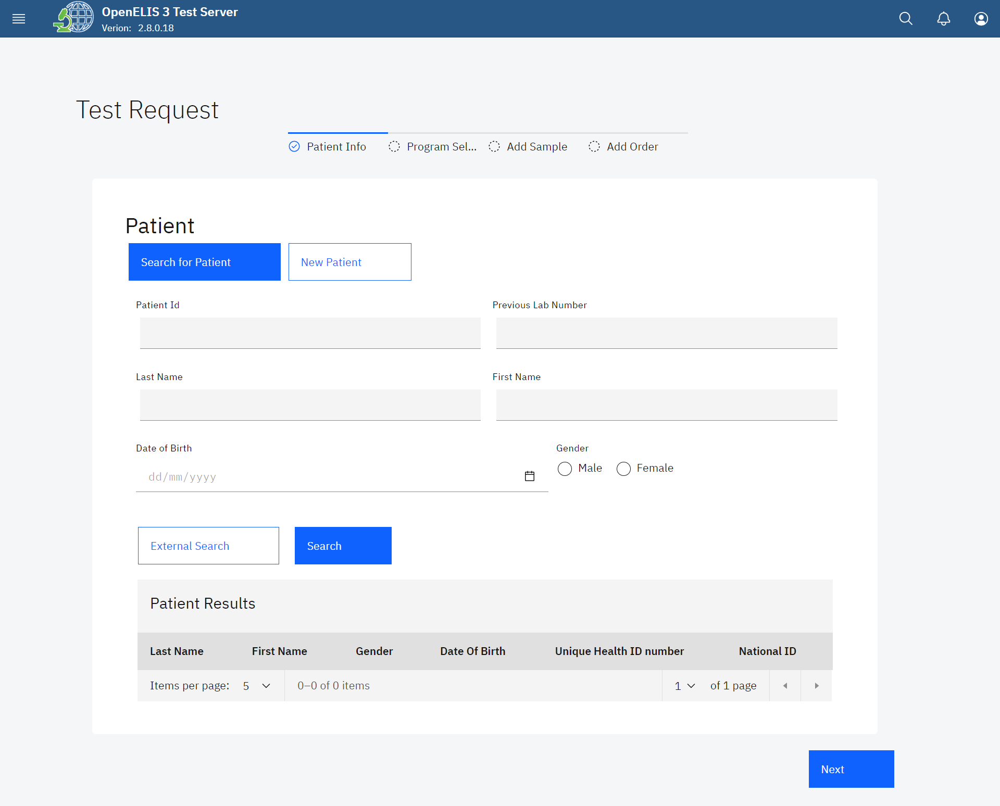 OpenELIS 3 Test Server
Verion: 2.8.0.18
Test Request
Patient Info
Program Sel...
Add Sample
Add Order
Patient
Search for Patient
New Patient
Patient Id
Previous Lab Number
Last Name
First Name
Date of Birth
Gender
dd/mm/yyyy
Male
Female
External Search
Search
Patient Results
Last Name First Name Gender Date Of Birth Unique Health ID number National ID
Items per page: 5 0–0 of 0 items 1 of 1 page
Next